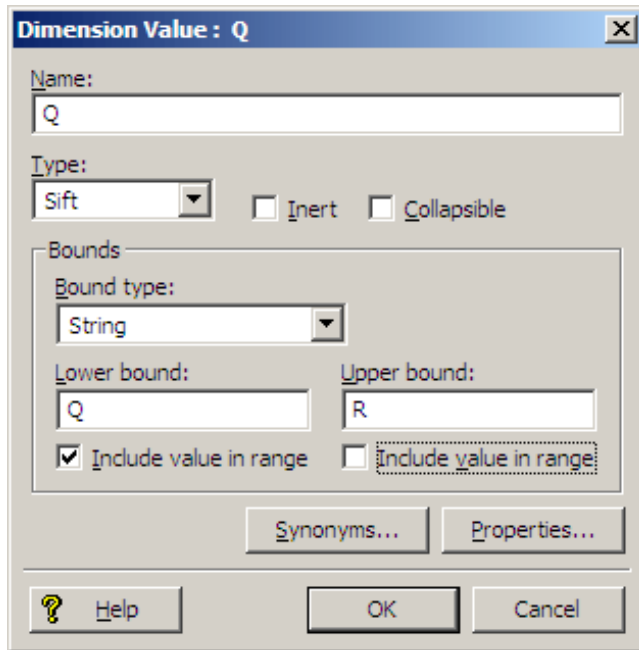 Dimension Value : Q
Name:
Q
Type:
Sift
Inert
Collapsible
Bounds
Bound type:
String
Lower bound: Upper bound:
Q R
Include value in range Include value in range
Synonyms... Properties...
? Help OK Cancel